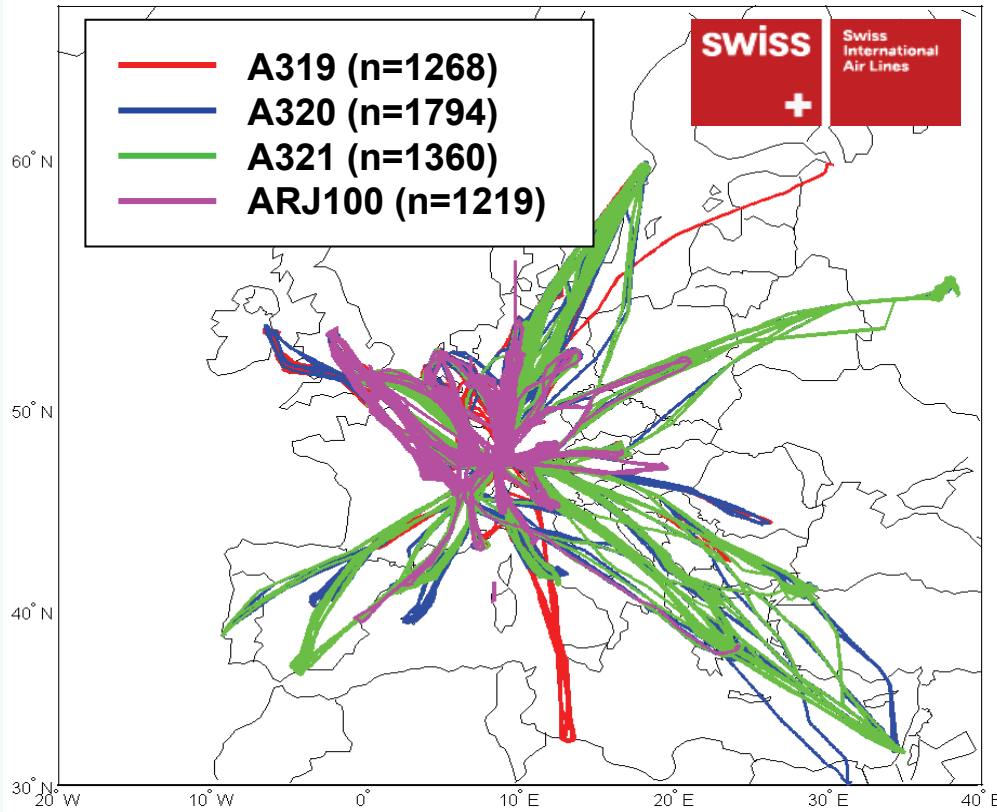 A319 (n=1268)
A320 (n=1794)
A321 (n=1360)
ARJ100 (n=1219)
swiss
Swiss
International
Air Lines
60° N
50° N
40° N
30° N
20° W
10° W
0°
10° E
20° E
30° E
40° E